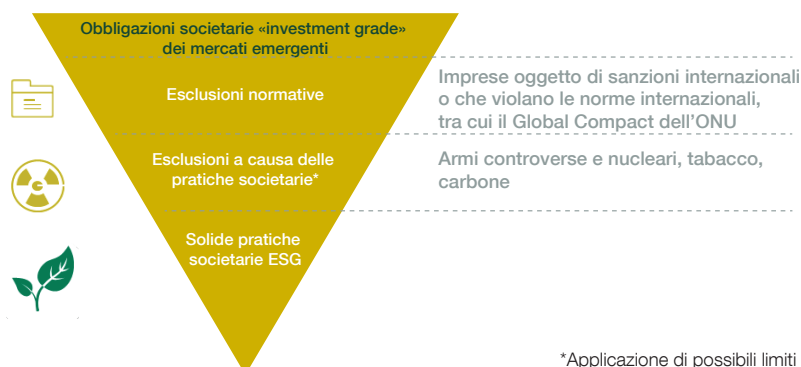 Obbligazioni societarie «investment grade»
dei mercati emergenti
Esclusioni normative
Imprese oggetto di sanzioni internazionali
o che violano le norme internazionali,
tra cui il Global Compact dell'ONU
Esclusioni a causa delle
pratiche societarie*
Armi controverse e nucleari, tabacco,
carbone
Solide pratiche
societarie ESG
*Applicazione di possibili limiti